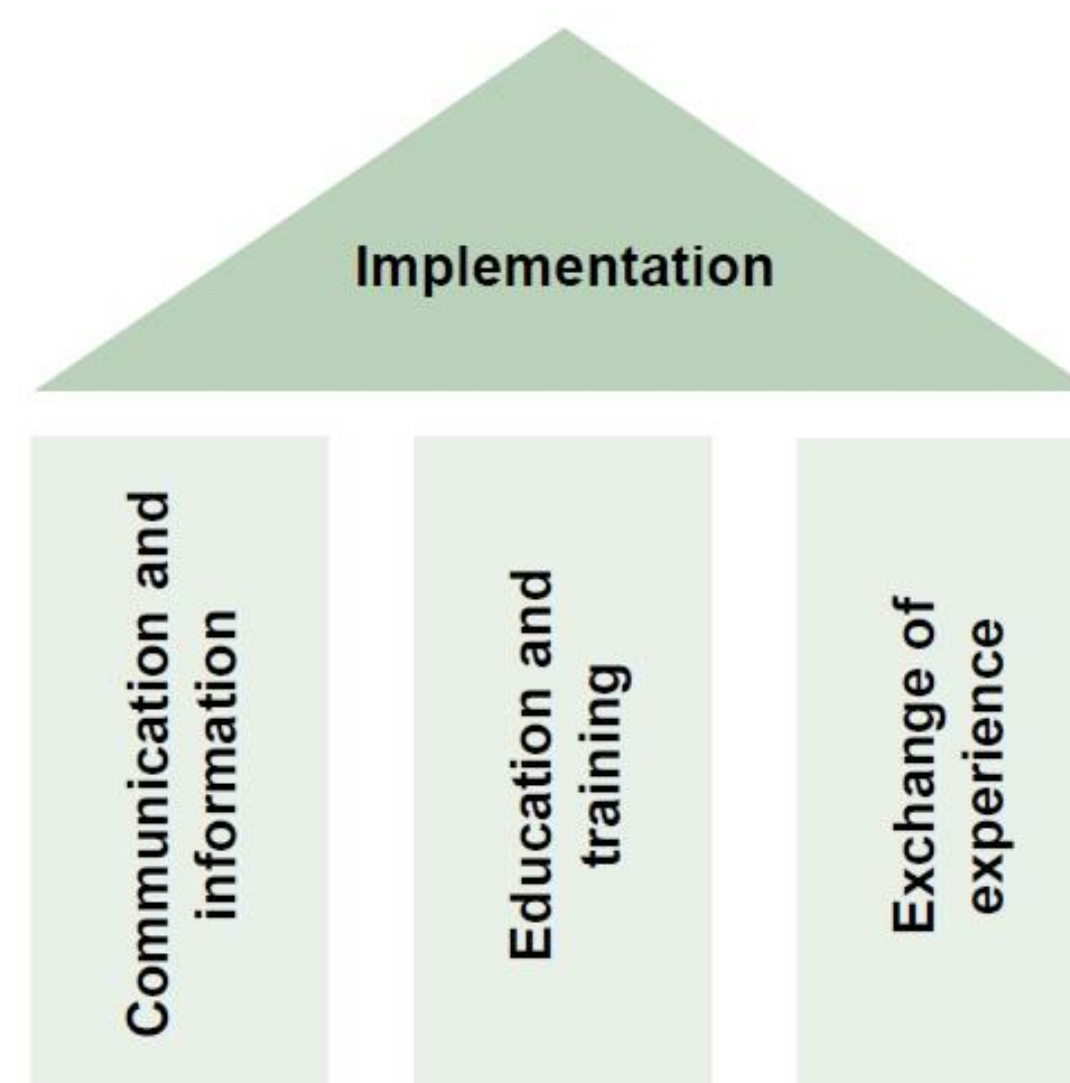 Implementation
Communication and
information
Education and
training
Exchange of
experience